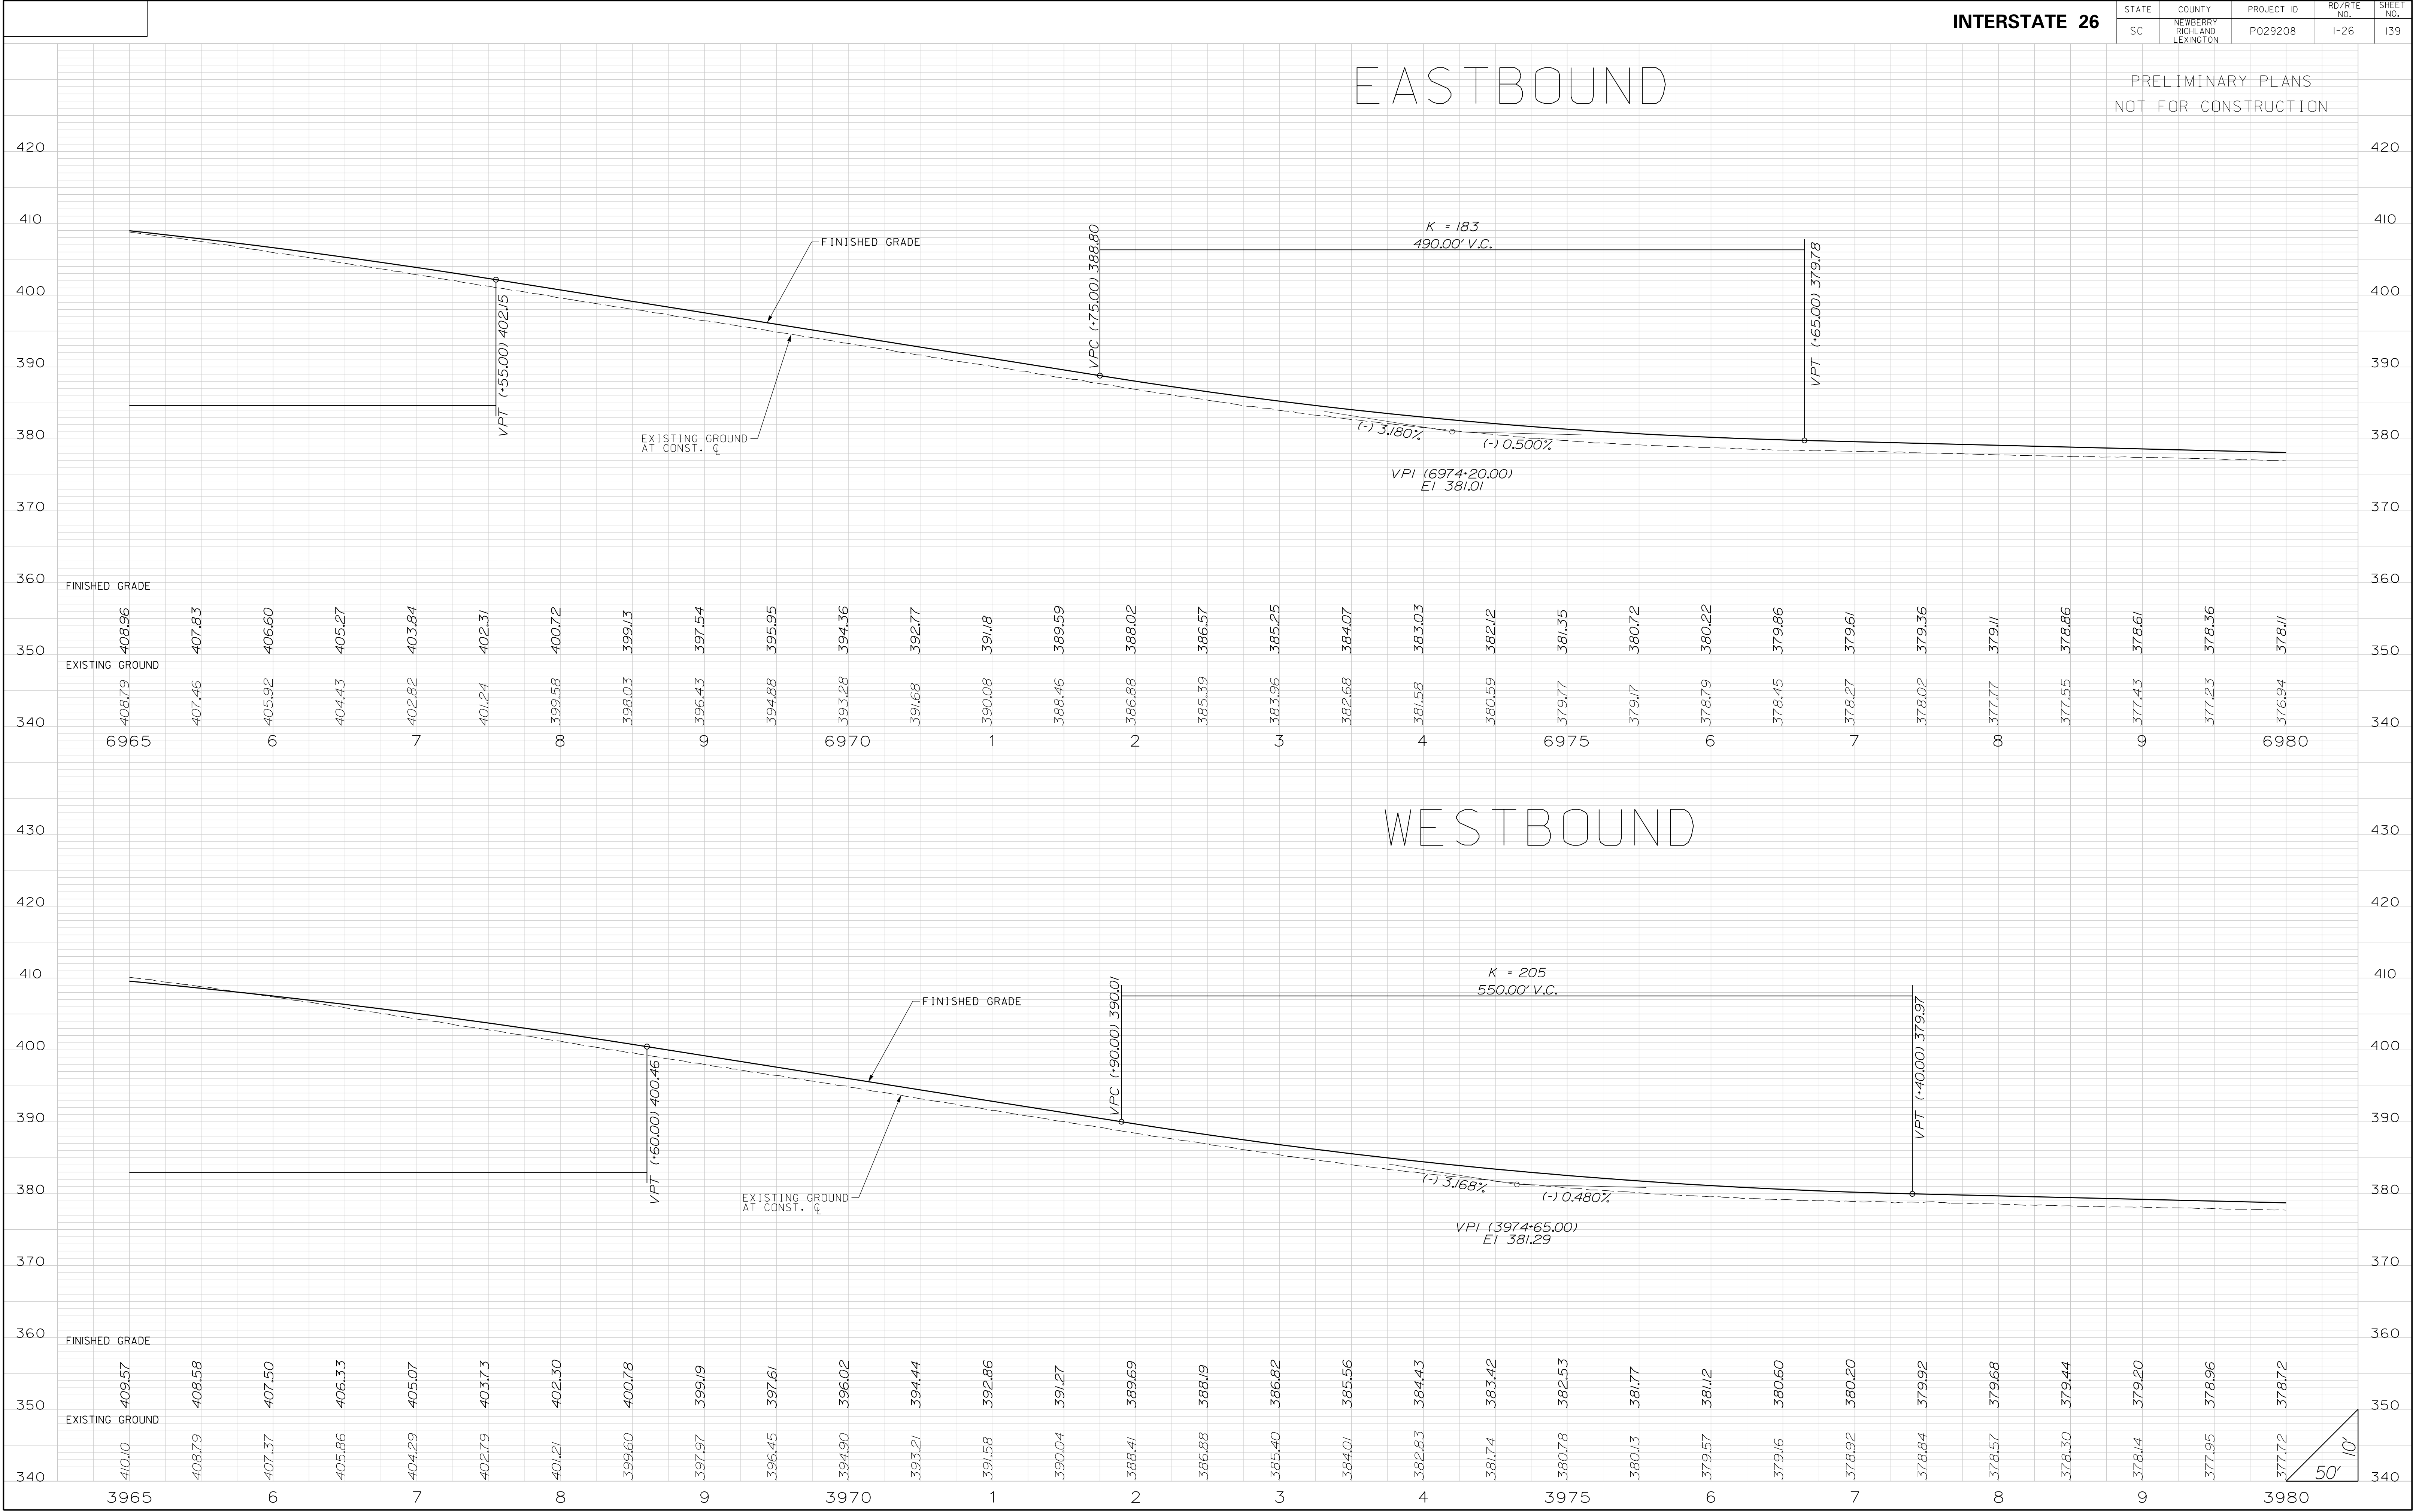 INTERSTATE 26
STATE COUNTY PROJECT ID RD/RTE NO. SHEET NO.
SC NEWBERRY RICHLAND LEXINGTON P029208 I-26 139
EASTBOUND
PRELIMINARY PLANS
NOT FOR CONSTRUCTION
420 420
410 410
400 400
390 390
380 380
370 370
360 360
350 350
340 340
K = 183
490.00' V.C.
FINISHED GRADE
VPT (+55.00) 402.15
VPC (+75.00) 388.80
VPT (+65.00) 379.78
EXISTING GROUND
AT CONST. ℄
(-) 3.180%
(-) 0.500%
VPI (6974+20.00)
El 381.01
FINISHED GRADE
408.96 407.83 406.60 405.27 403.84 402.31 400.72 399.13 397.54 395.95 394.36 392.77 391.18 389.59 388.02 386.57 385.25 384.07 383.03 382.12 381.35 380.72 380.22 379.86 379.61 379.36 379.11 378.86 378.61 378.36 378.11
EXISTING GROUND
408.79 407.46 405.92 404.43 402.82 401.24 399.58 398.03 396.43 394.88 393.28 391.68 390.08 388.46 386.88 385.39 383.96 382.68 381.58 380.59 379.77 379.17 378.79 378.45 378.27 378.02 377.77 377.55 377.43 377.23 376.94
6965 6 7 8 9 6970 1 2 3 4 6975 6 7 8 9 6980
WESTBOUND
430 430
420 420
410 410
400 400
390 390
380 380
370 370
360 360
350 350
340 340
K = 205
550.00' V.C.
FINISHED GRADE
VPT (+60.00) 400.46
VPC (+90.00) 390.01
VPT (+40.00) 379.97
EXISTING GROUND
AT CONST. ℄
(-) 3.168%
(-) 0.480%
VPI (3974+65.00)
El 381.29
FINISHED GRADE
409.57 408.58 407.50 406.33 405.07 403.73 402.30 400.78 399.19 397.61 396.02 394.44 392.86 391.27 389.69 388.19 386.82 385.56 384.43 383.42 382.53 381.77 381.12 380.60 380.20 379.92 379.68 379.44 379.20 378.96 378.72
EXISTING GROUND
410.10 408.79 407.37 405.86 404.29 402.79 401.21 399.60 397.97 396.45 394.90 393.21 391.58 390.04 388.41 386.88 385.40 384.01 382.83 381.74 380.78 380.13 379.57 379.16 378.92 378.84 378.57 378.30 378.14 377.95 377.72
10'
50'
3965 6 7 8 9 3970 1 2 3 4 3975 6 7 8 9 3980